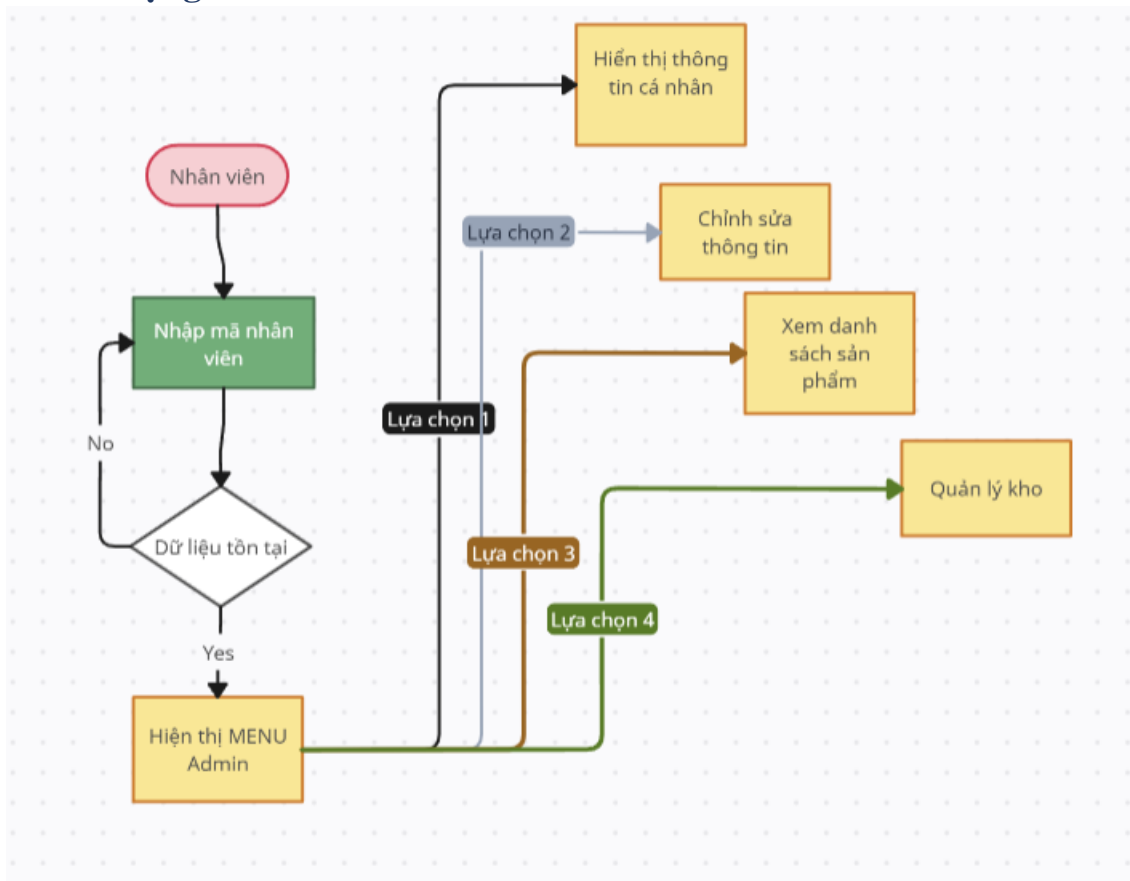 Nhân viên
Nhập mã nhân
viên
No
Dữ liệu tồn tại
Yes
Hiện thị MENU
Admin
Lựa chọn 1
Hiển thị thông
tin cá nhân
Lựa chọn 2
Chỉnh sửa
thông tin
Lựa chọn 3
Xem danh
sách sản
phẩm
Lựa chọn 4
Quản lý kho